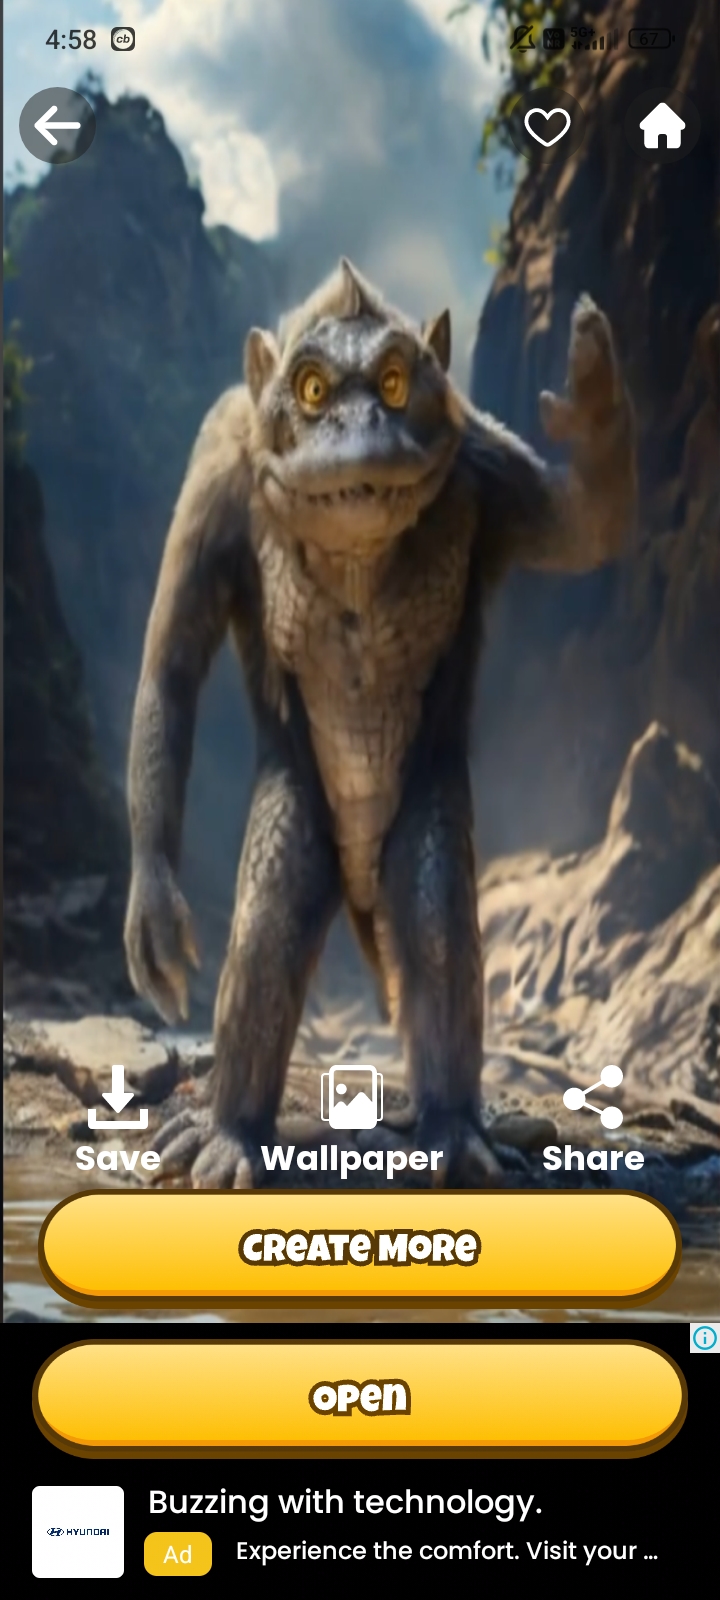 4:58 cb 5G+ 67
Save Wallpaper Share
CREATE MORE
OPEN
Buzzing with technology.
HYUNDAI
Ad Experience the comfort. Visit your ...